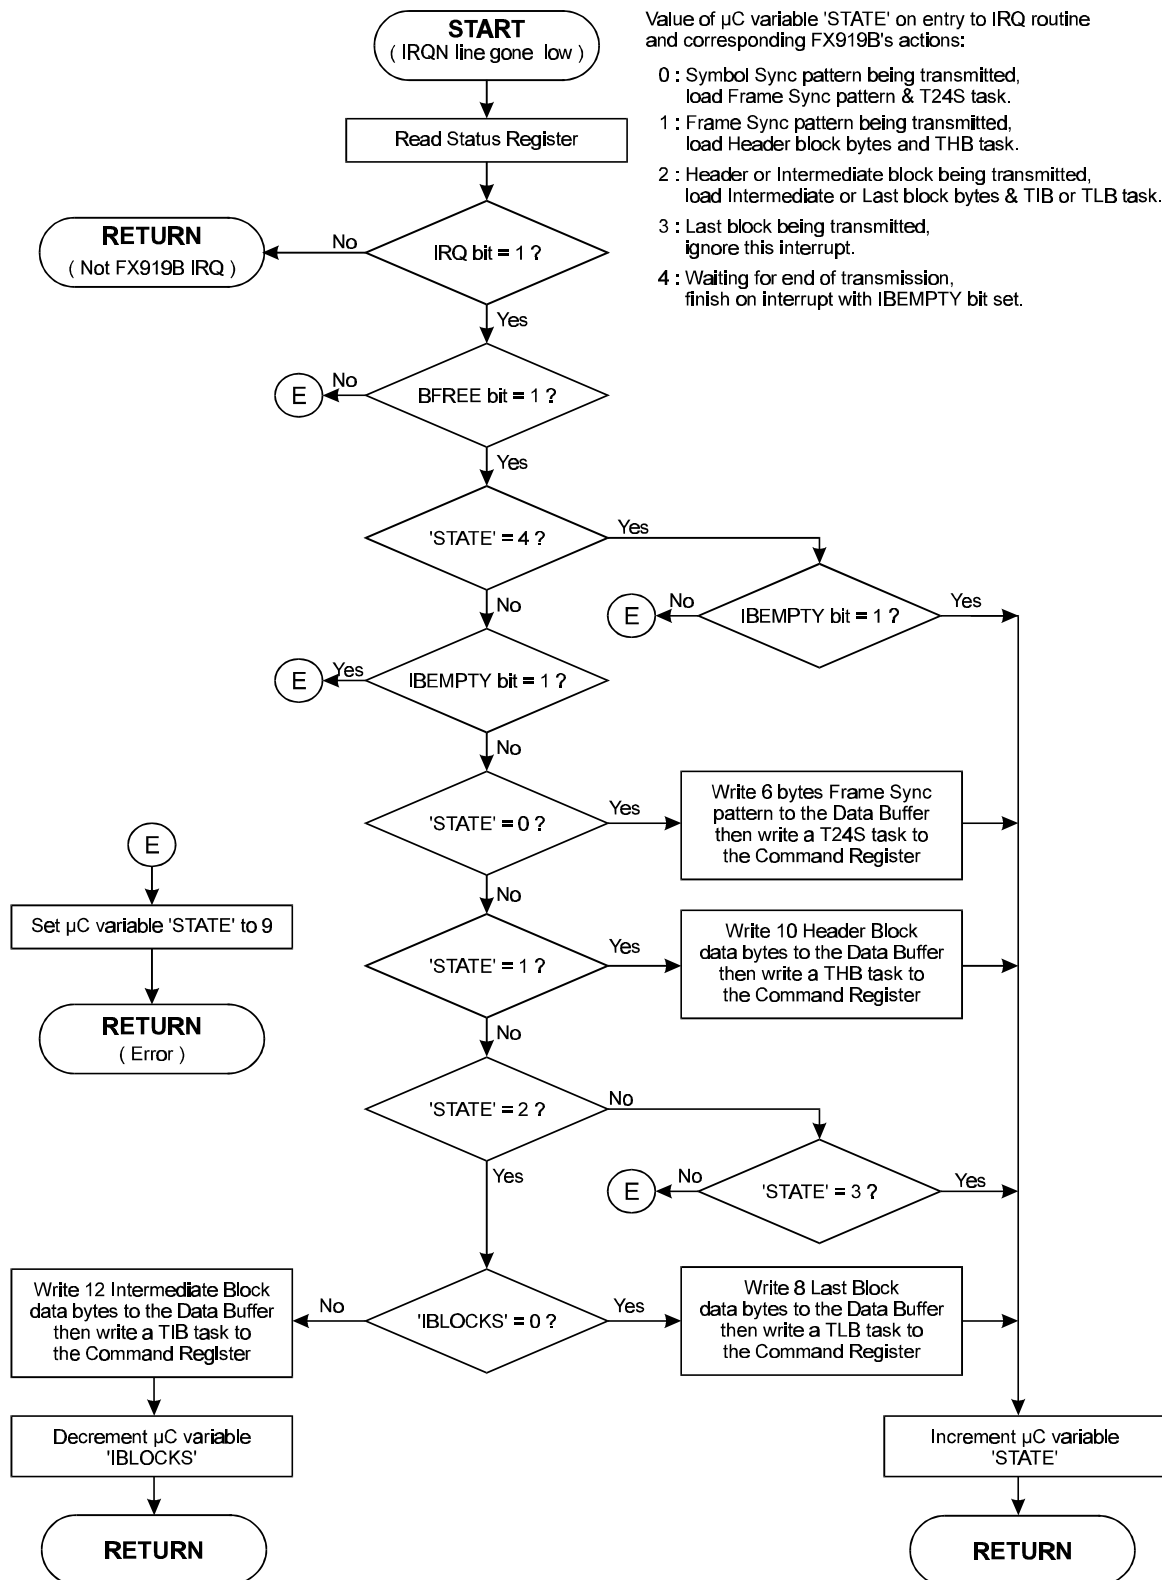 START
( IRQN line gone low )
Value of µC variable 'STATE' on entry to IRQ routine
and corresponding FX919B's actions:
0 : Symbol Sync pattern being transmitted,
load Frame Sync pattern & T24S task.
1 : Frame Sync pattern being transmitted,
load Header block bytes and THB task.
2 : Header or Intermediate block being transmitted,
load Intermediate or Last block bytes & TIB or TLB task.
3 : Last block being transmitted,
ignore this interrupt.
4 : Waiting for end of transmission,
finish on interrupt with IBEMPTY bit set.
Read Status Register
IRQ bit = 1 ?
No
RETURN
( Not FX919B IRQ )
Yes
BFREE bit = 1 ?
No
E
Yes
'STATE' = 4 ?
Yes
No
IBEMPTY bit = 1 ?
No
E
Yes
IBEMPTY bit = 1 ?
Yes
E
No
'STATE' = 0 ?
Yes
Write 6 bytes Frame Sync
pattern to the Data Buffer
then write a T24S task to
the Command Register
No
E
Set µC variable 'STATE' to 9
RETURN
( Error )
'STATE' = 1 ?
Yes
Write 10 Header Block
data bytes to the Data Buffer
then write a THB task to
the Command Register
No
'STATE' = 2 ?
No
Yes
'STATE' = 3 ?
No
E
Yes
'IBLOCKS' = 0 ?
No
Write 12 Intermediate Block
data bytes to the Data Buffer
then write a TIB task to
the Command Register
Yes
Write 8 Last Block
data bytes to the Data Buffer
then write a TLB task to
the Command Register
Decrement µC variable
'IBLOCKS'
Increment µC variable
'STATE'
RETURN
RETURN